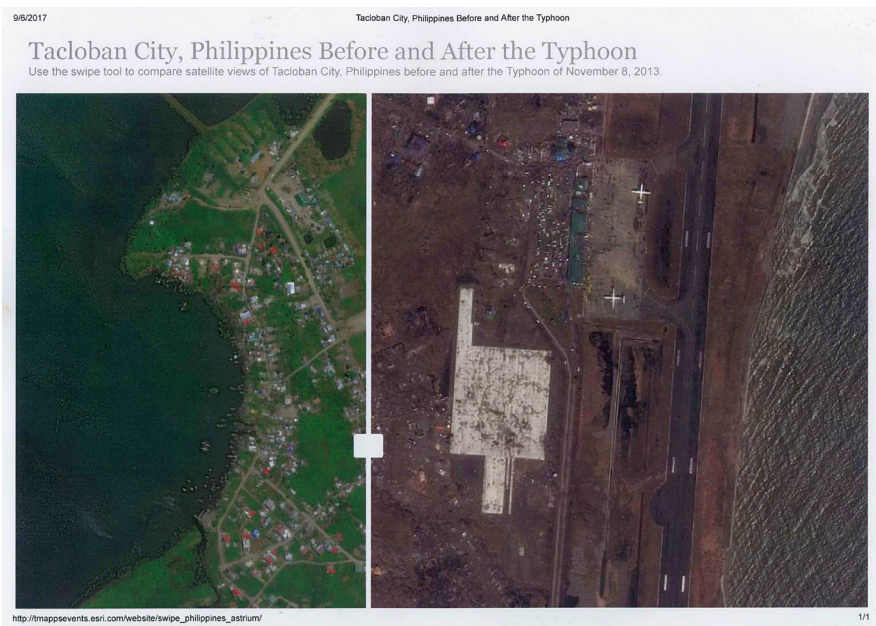 9/6/2017
Tacloban City, Philippines Before and After the Typhoon
Tacloban City, Philippines Before and After the Typhoon
Use the swipe tool to compare satellite views of Tacloban City, Philippines before and after the Typhoon of November 8, 2013.
http://tmappsevents.esri.com/website/swipe_philippines_astrium/
1/1